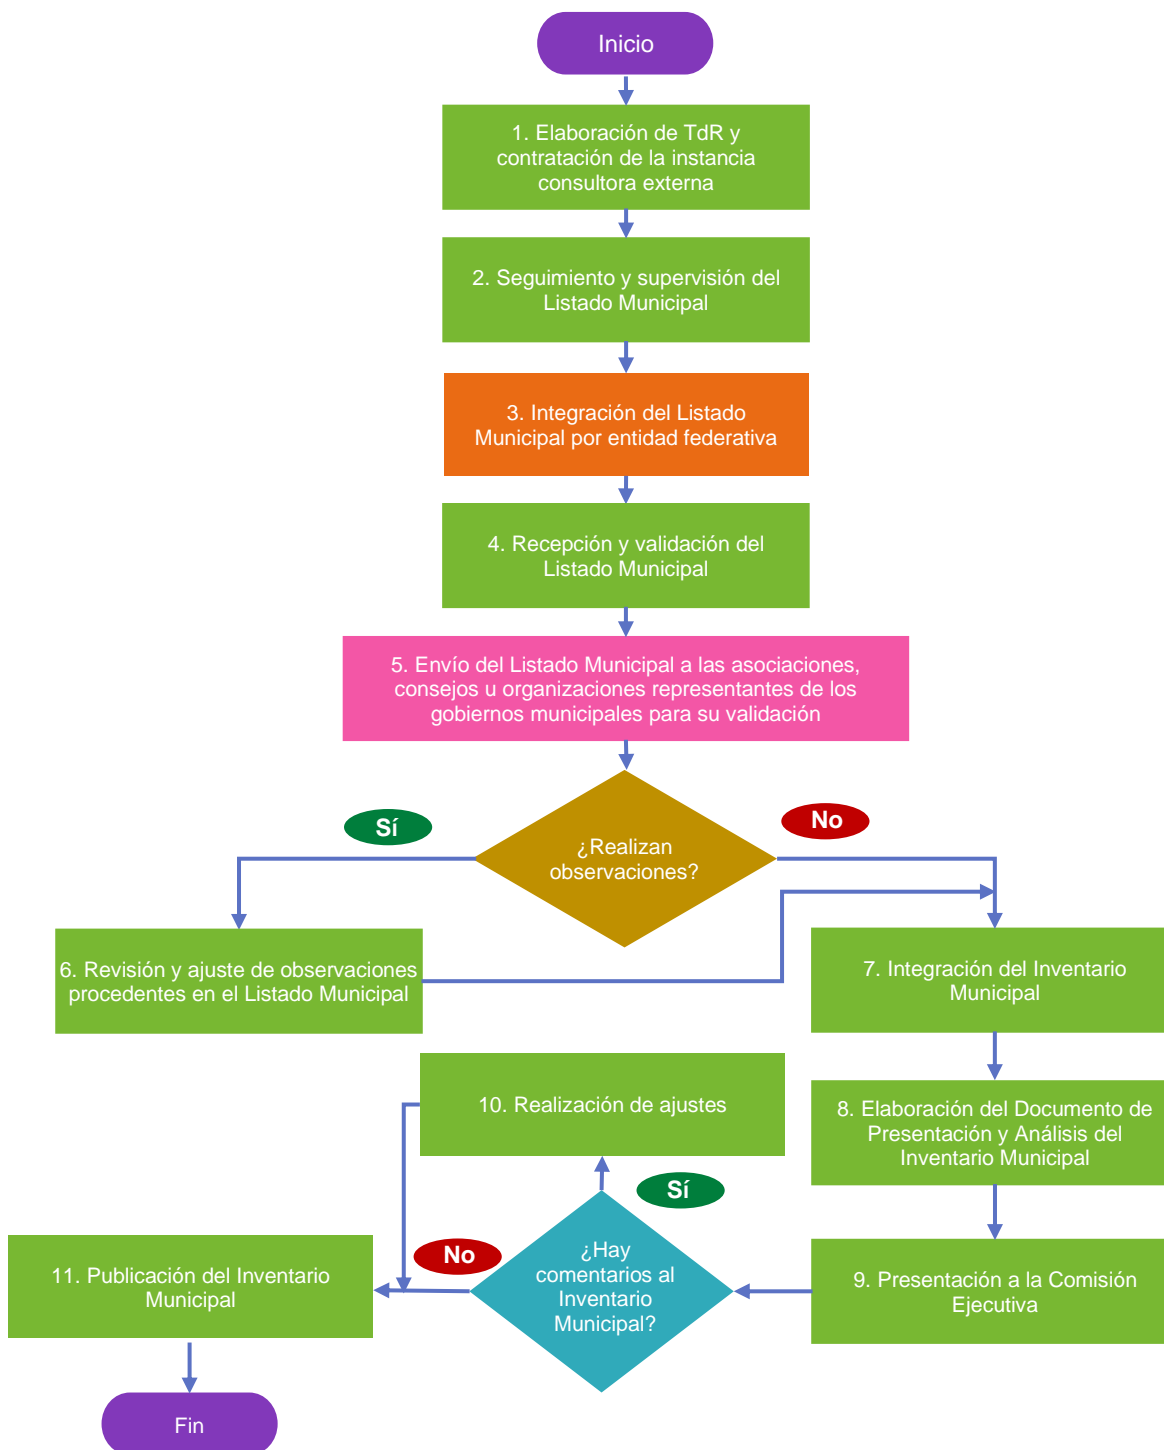 Inicio
1. Elaboración de TdR y
contratación de la instancia
consultora externa
2. Seguimiento y supervisión del
Listado Municipal
3. Integración del Listado
Municipal por entidad federativa
4. Recepción y validación del
Listado Municipal
5. Envío del Listado Municipal a las asociaciones,
consejos u organizaciones representantes de los
gobiernos municipales para su validación
Sí
No
¿Realizan
observaciones?
6. Revisión y ajuste de observaciones
procedentes en el Listado Municipal
7. Integración del Inventario
Municipal
8. Elaboración del Documento de
Presentación y Análisis del
Inventario Municipal
9. Presentación a la Comisión
Ejecutiva
¿Hay
comentarios al
Inventario
Municipal?
Sí
10. Realización de ajustes
No
11. Publicación del Inventario
Municipal
Fin